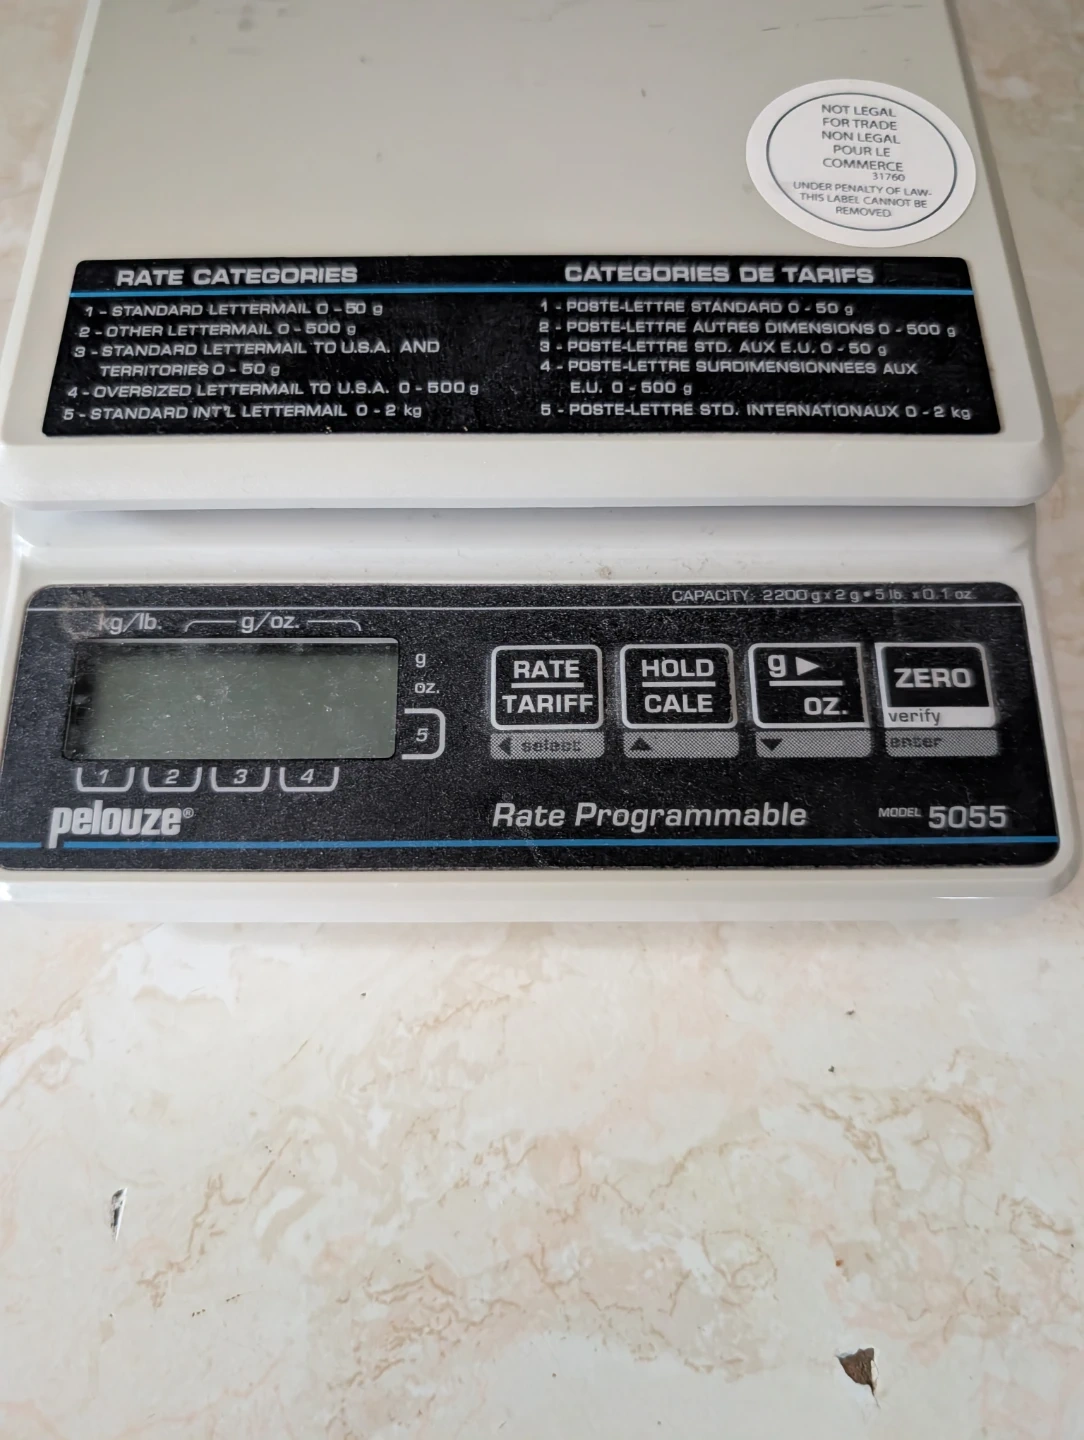 NOT LEGAL
FOR TRADE
NON LEGAL
POUR LE
COMMERCE
31760
UNDER PENALTY OF LAW-
THIS LABEL CANNOT BE
REMOVED
RATE CATEGORIES
1 - STANDARD LETTERMAIL 0 - 50 g
2 - OTHER LETTERMAIL 0 - 500 g
3 - STANDARD LETTERMAIL TO U.S.A. AND
TERRITORIES 0 - 50 g
4 - OVERSIZED LETTERMAIL TO U.S.A. 0 - 500 g
5 - STANDARD INT'L LETTERMAIL 0 - 2 kg
CATEGORIES DE TARIFS
1 - POSTE-LETTRE STANDARD 0 - 50 g
2 - POSTE-LETTRE AUTRES DIMENSIONS 0 - 500 g
3 - POSTE-LETTRE STD. AUX E.U. 0 - 50 g
4 - POSTE-LETTRE SURDIMENSIONNEES AUX
E.U. 0 - 500 g
5 - POSTE-LETTRE STD. INTERNATIONAUX 0 - 2 kg
CAPACITY: 2200 g x 2 g • 5 lb. x 0.1 oz.
kg/lb. g/oz.
g
oz.
5
1 2 3 4
RATE
TARIFF
select
HOLD
CALE
g ▶
oz.
ZERO
verify
enter
pelouze®
Rate Programmable
MODEL 5055